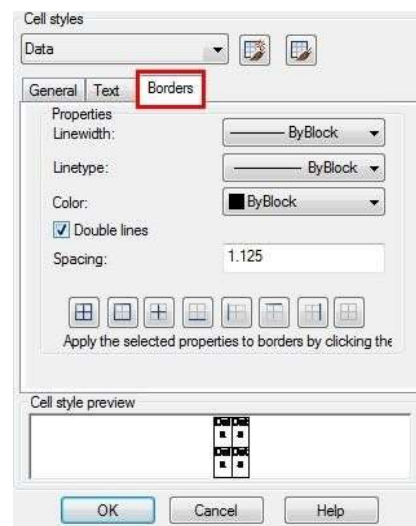 Cell styles
Data
General Text Borders
Properties
Linewidth: ByBlock
Linetype: ByBlock
Color: ByBlock
Double lines
Spacing: 1.125
Apply the selected properties to borders by clicking the
Cell style preview
OK Cancel Help